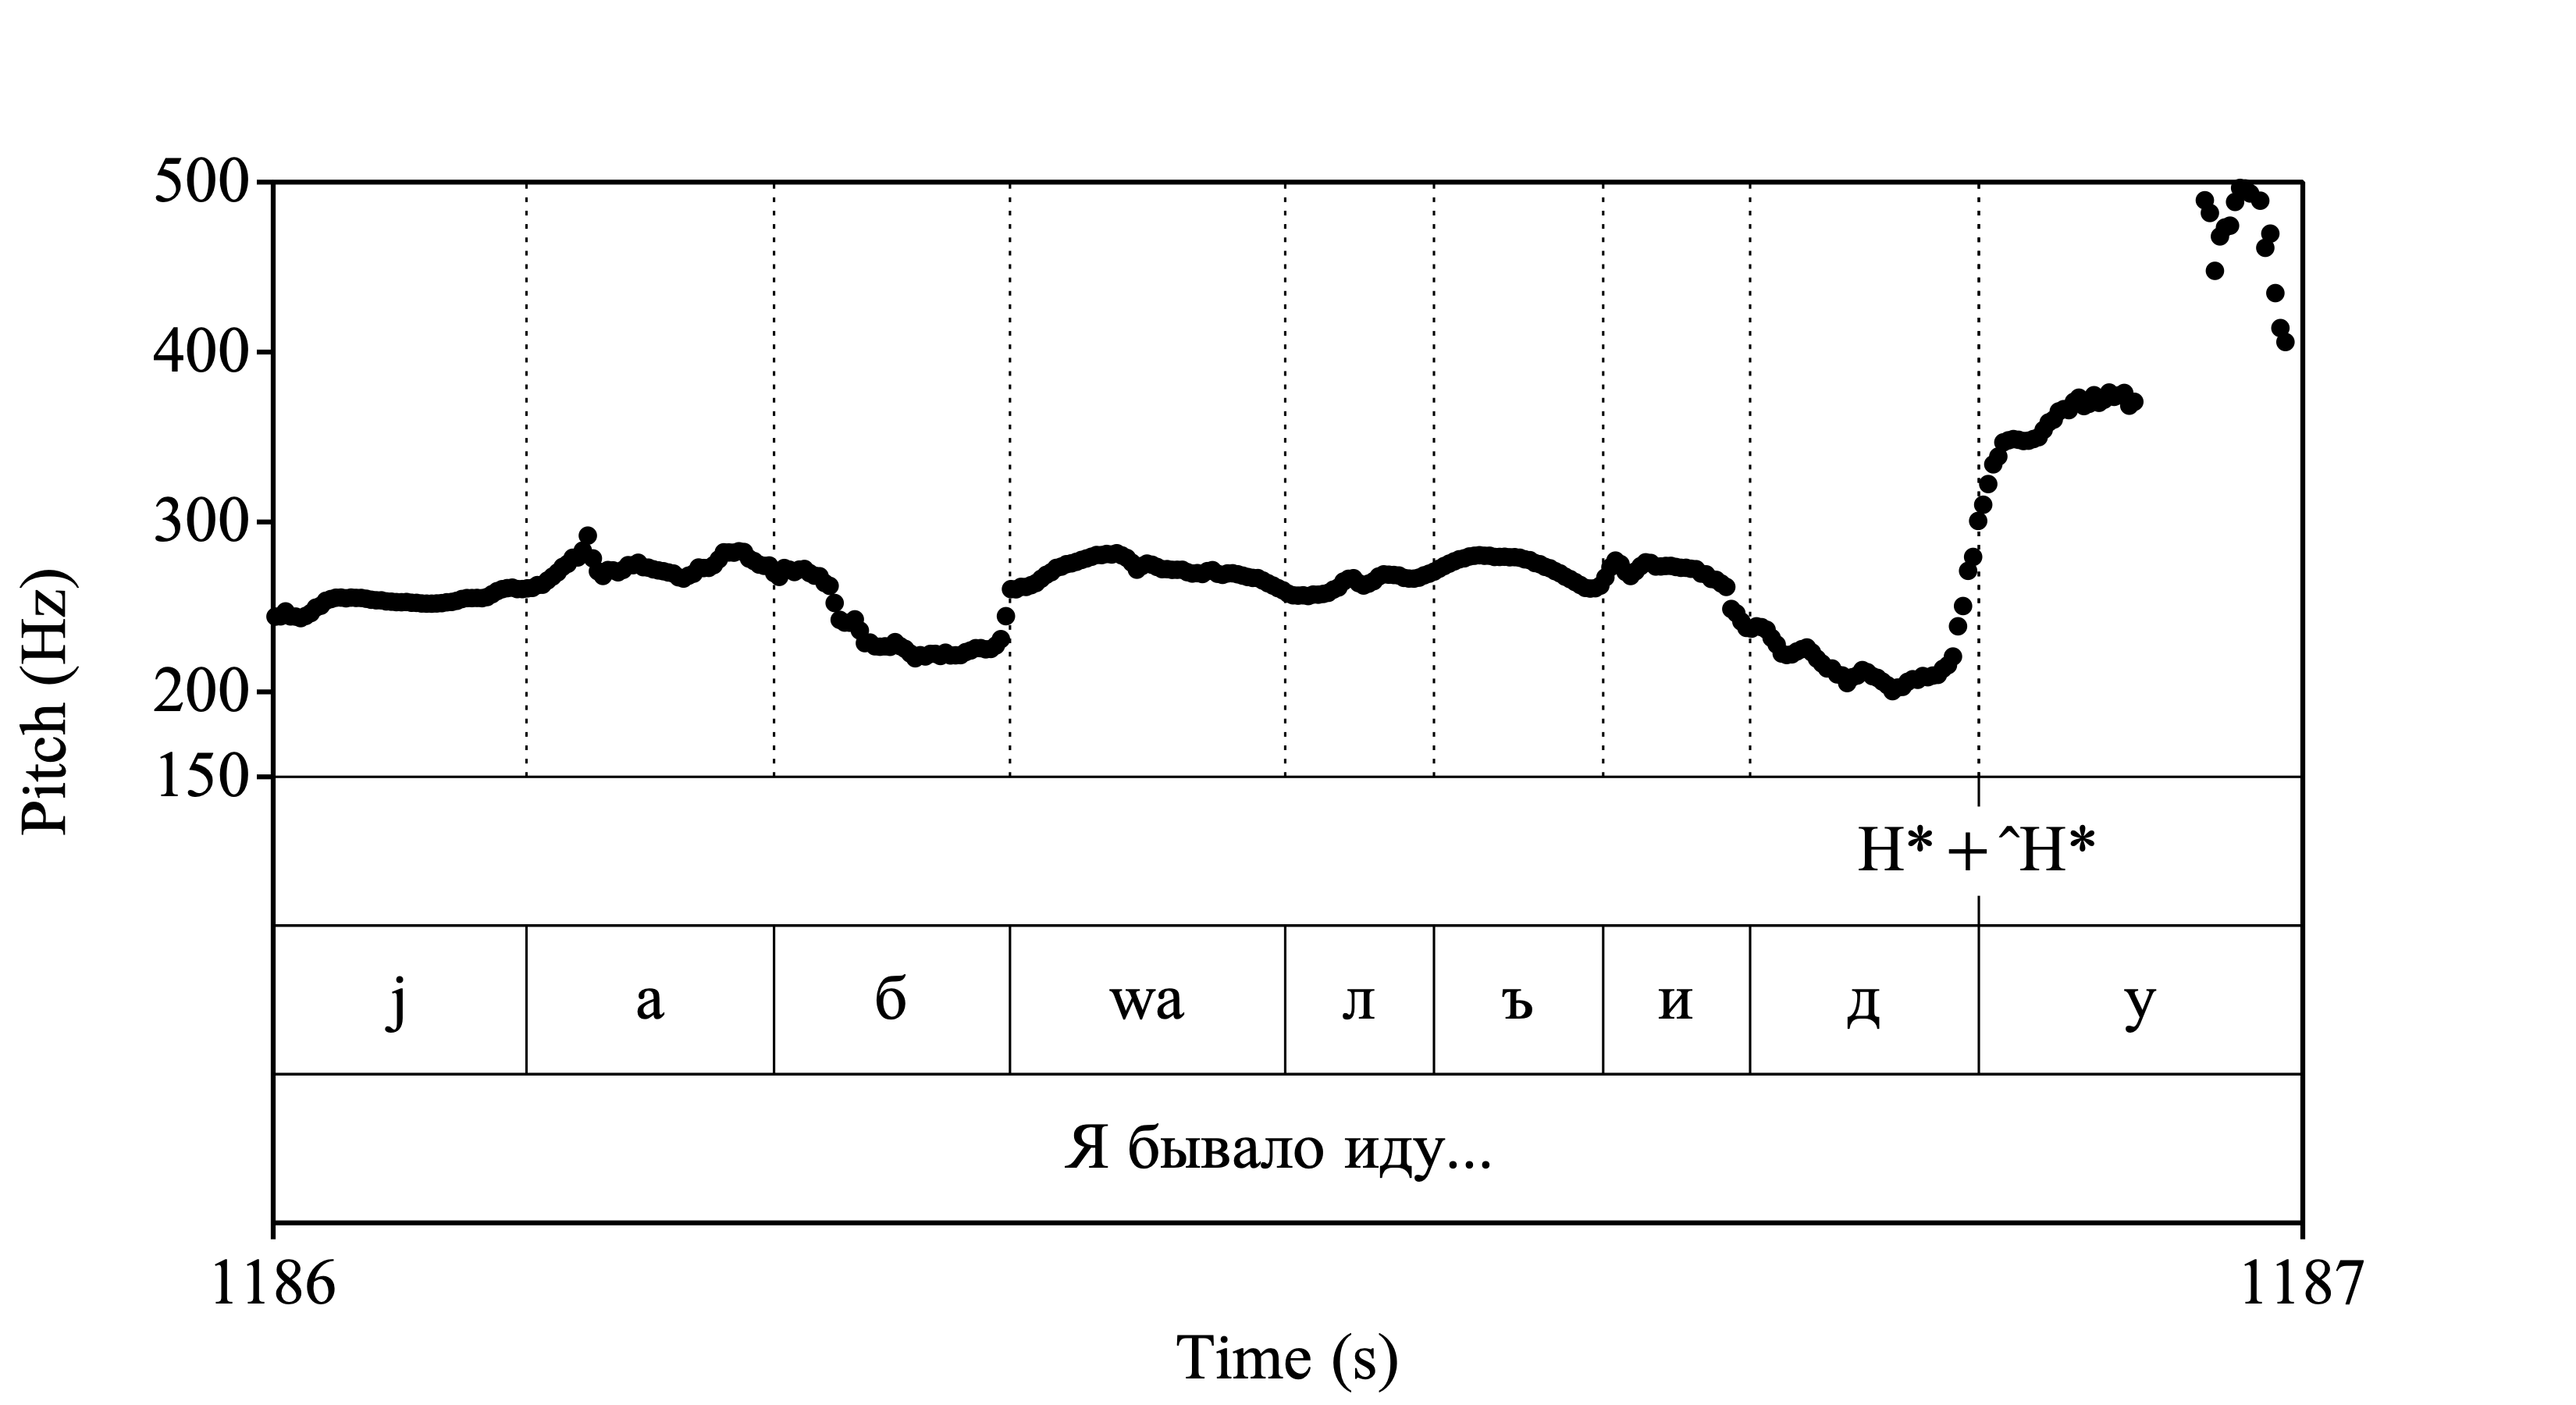 500
400
300
200
150
Pitch (Hz)
H* + ˆH*
j а б wa л ъ и д у
Я бывало иду...
1186 1187
Time (s)